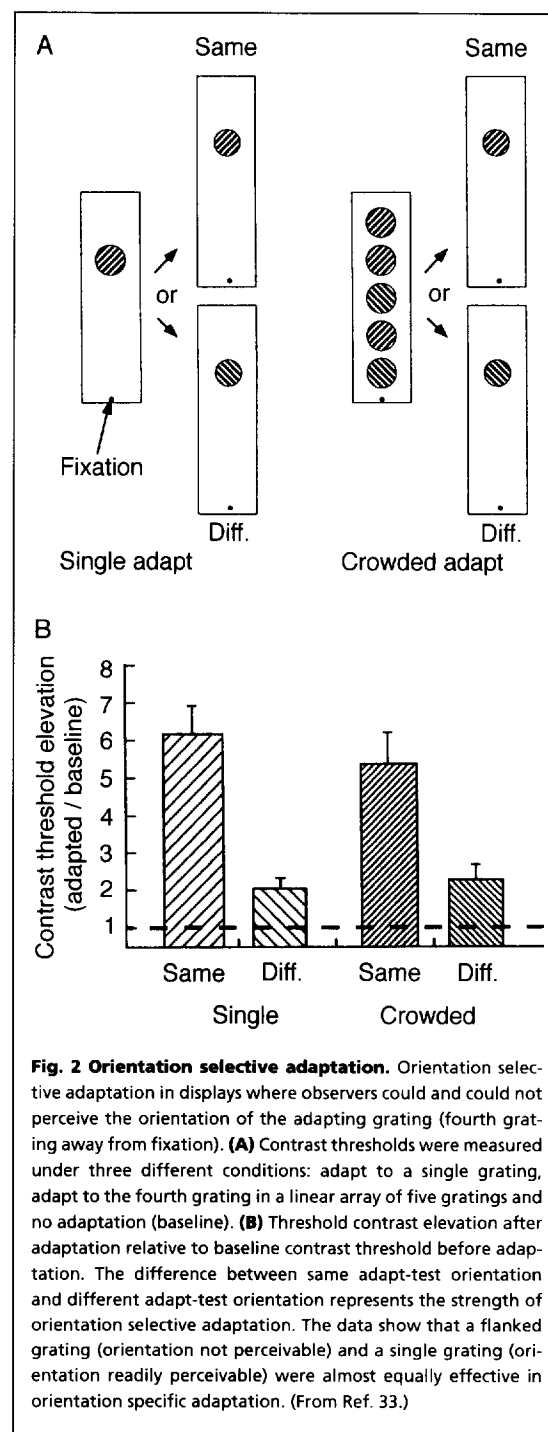 A
Same
Same
or
or
Fixation
Diff.
Diff.
Single adapt
Crowded adapt
B
Contrast threshold elevation
(adapted / baseline)
8
7
6
5
4
3
2
1
Same
Diff.
Same
Diff.
Single
Crowded
Fig. 2 Orientation selective adaptation. Orientation selec-
tive adaptation in displays where observers could and could not
perceive the orientation of the adapting grating (fourth grat-
ing away from fixation). (A) Contrast thresholds were measured
under three different conditions: adapt to a single grating,
adapt to the fourth grating in a linear array of five gratings and
no adaptation (baseline). (B) Threshold contrast elevation after
adaptation relative to baseline contrast threshold before adap-
tation. The difference between same adapt-test orientation
and different adapt-test orientation represents the strength of
orientation selective adaptation. The data show that a flanked
grating (orientation not perceivable) and a single grating (ori-
entation readily perceivable) were almost equally effective in
orientation specific adaptation. (From Ref. 33.)